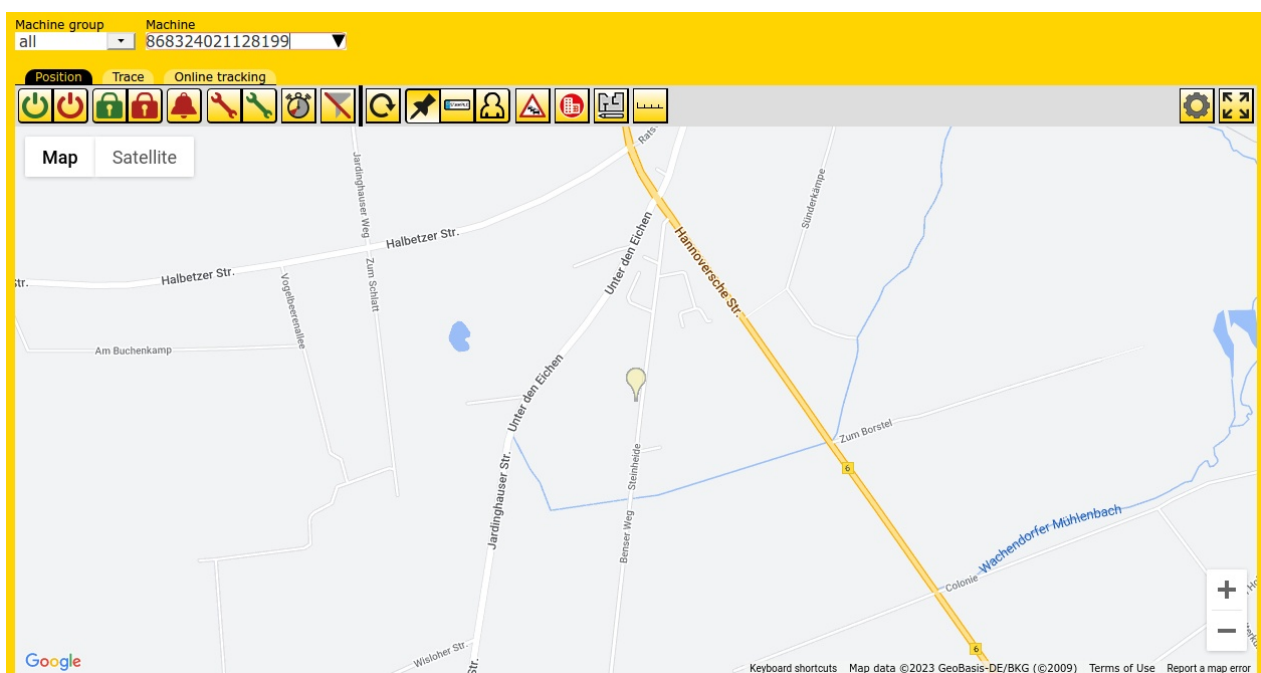 Machine group
Machine
all
868324021128199
Position
Trace
Online tracking
Map
Satellite
Jardinghauser Weg
Halbetzer Str.
Unter den Eichen
Hannoversche Str.
Sünderkämpe
str.
Halbetzer Str.
Vogelbeerenallee
Zum Schlatt
Am Buchenkamp
Unter den Eichen
Zum Borstel
6
Steinheide
Jardinghauser Str.
Benser Weg
Wachendorfer Mühlenbach
Colonie
Wisloher Str.
Str.
6
+
−
Google
Keyboard shortcuts
Map data ©2023 GeoBasis-DE/BKG (©2009)
Terms of Use
Report a map error